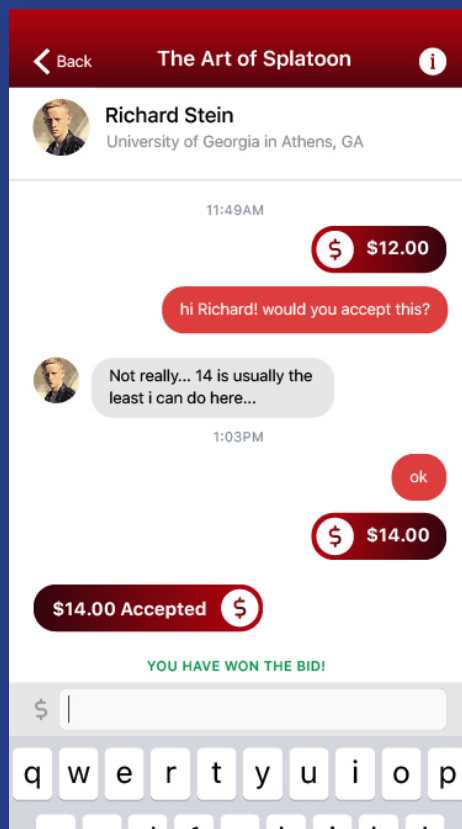 Back The Art of Splatoon i
Richard Stein
University of Georgia in Athens, GA
11:49AM
$ $12.00
hi Richard! would you accept this?
Not really... 14 is usually the
least i can do here...
1:03PM
ok
$ $14.00
$14.00 Accepted $
YOU HAVE WON THE BID!
$
q w e r t y u i o p